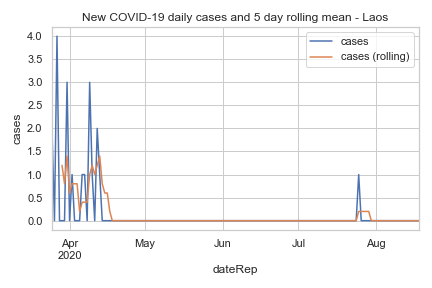 New COVID-19 daily cases and 5 day rolling mean - Laos
cases
cases (rolling)
cases
4.0
3.5
3.0
2.5
2.0
1.5
1.0
0.5
0.0
Apr
2020
May
Jun
Jul
Aug
dateRep